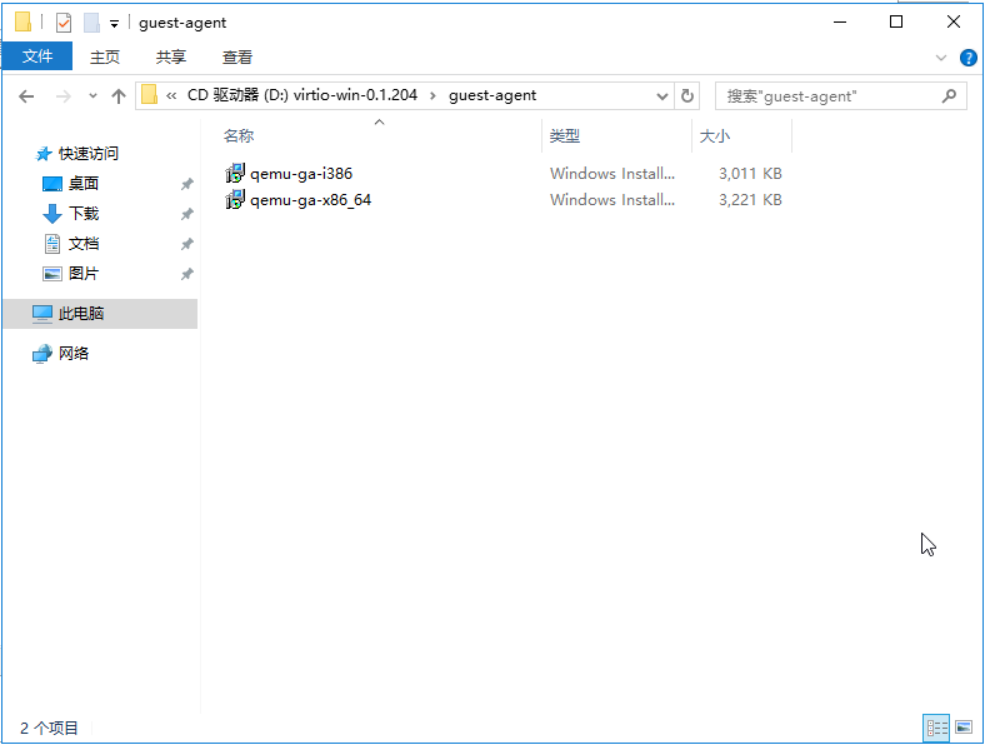 guest-agent
文件 主页 共享 查看
« CD 驱动器 (D:) virtio-win-0.1.204 › guest-agent 搜索"guest-agent"
名称 类型 大小
快速访问
桌面
下载
文档
图片
此电脑
网络
qemu-ga-i386 Windows Install... 3,011 KB
qemu-ga-x86_64 Windows Install... 3,221 KB
2 个项目